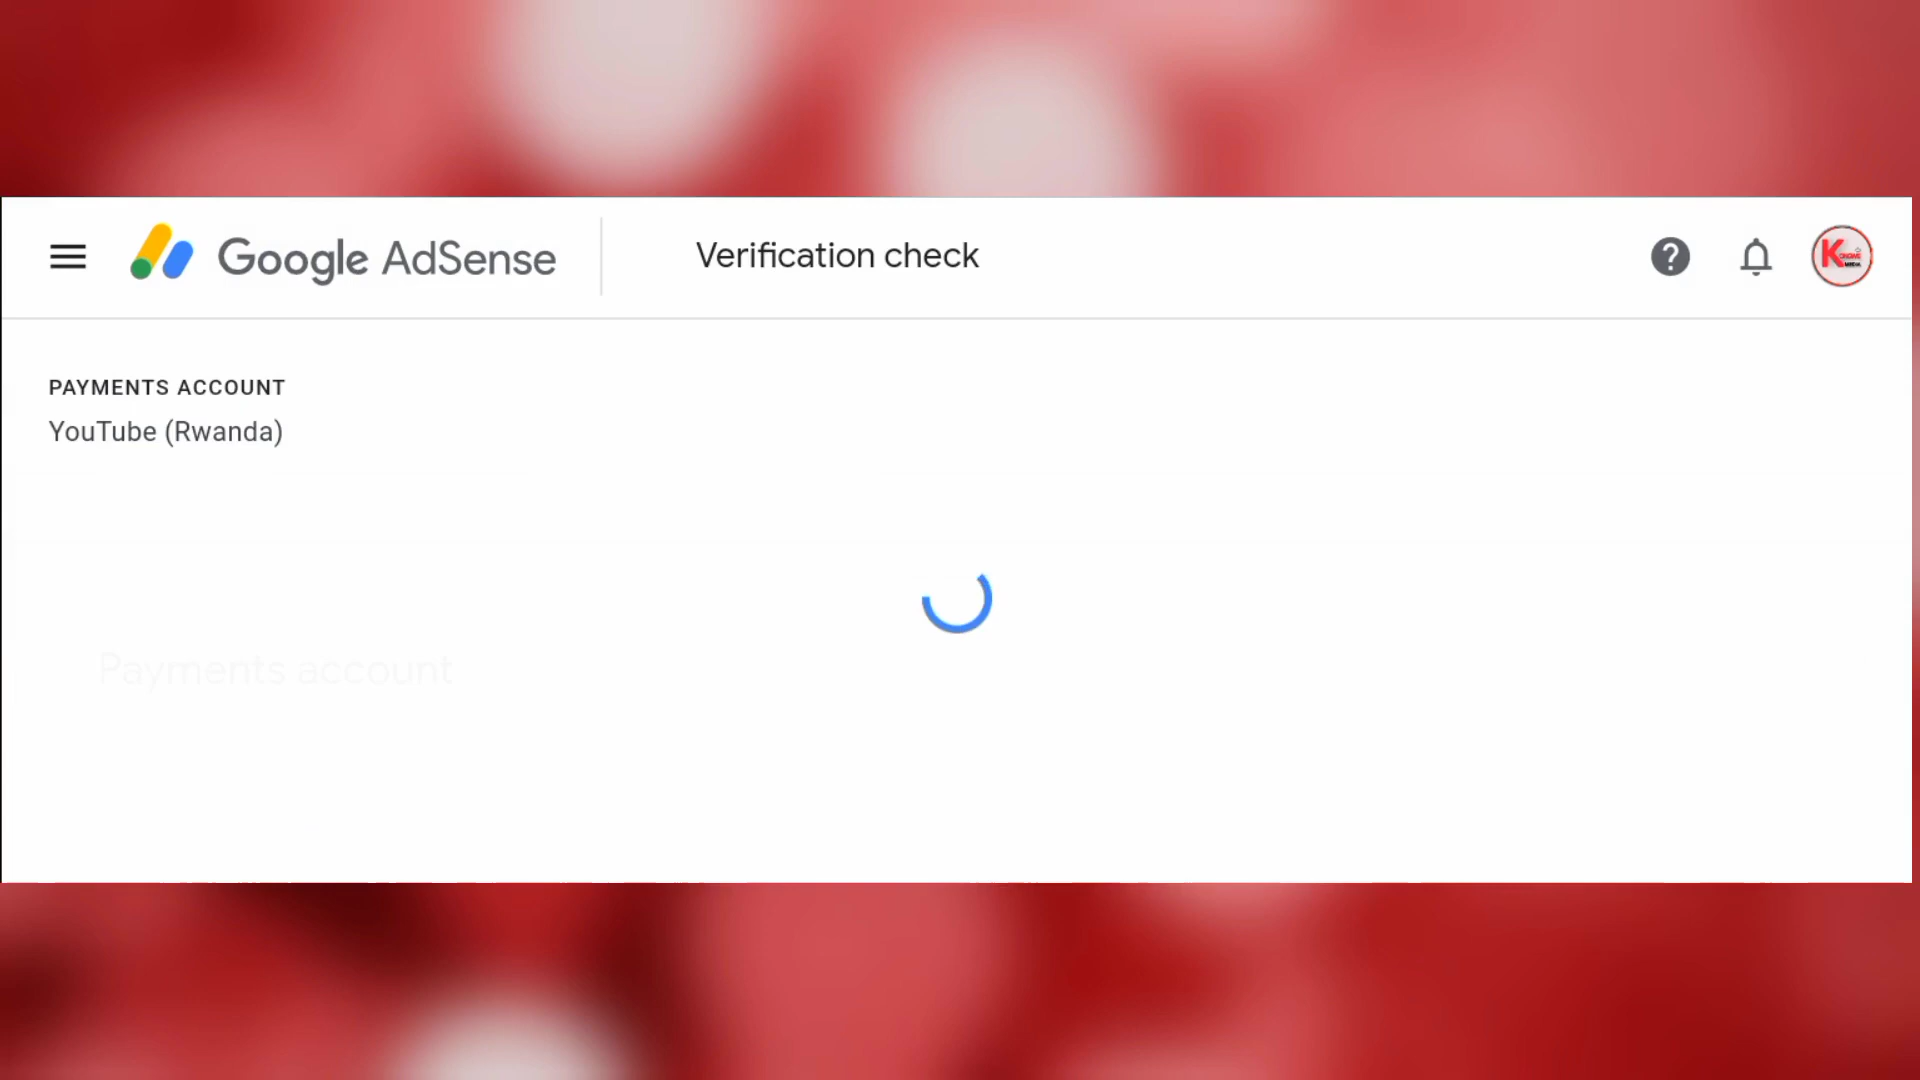 Google AdSense
Verification check
PAYMENTS ACCOUNT
YouTube (Rwanda)
Payments account